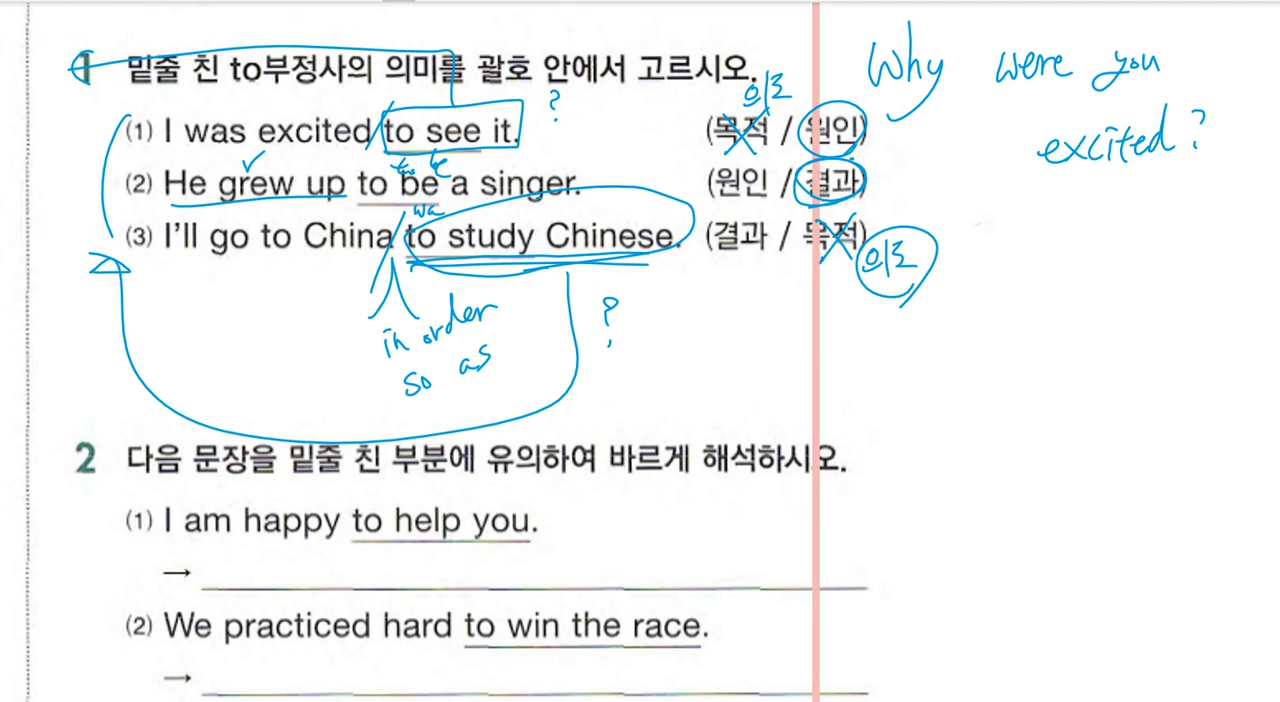 1 밑줄 친 to부정사의 의미를 괄호 안에서 고르시오.
Why were you
excited?
의도
?
(1) I was excited to see it. (목적 / 원인)
to be
(2) He grew up to be a singer. (원인 / 결과)
(3) I'll go to China to study Chinese. (결과 / 목적)
의도
in order
so as
?
2 다음 문장을 밑줄 친 부분에 유의하여 바르게 해석하시오.
(1) I am happy to help you.
→
(2) We practiced hard to win the race.
→